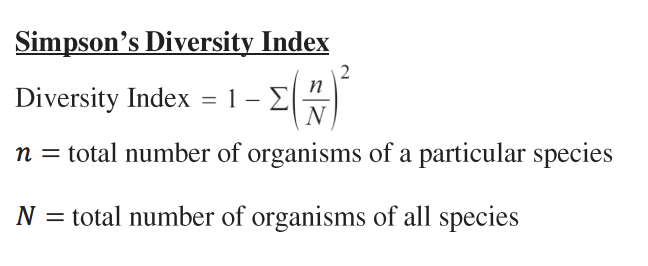 Simpson's Diversity Index
Diversity Index = 1 − Σ(n/N)²
n = total number of organisms of a particular species
N = total number of organisms of all species